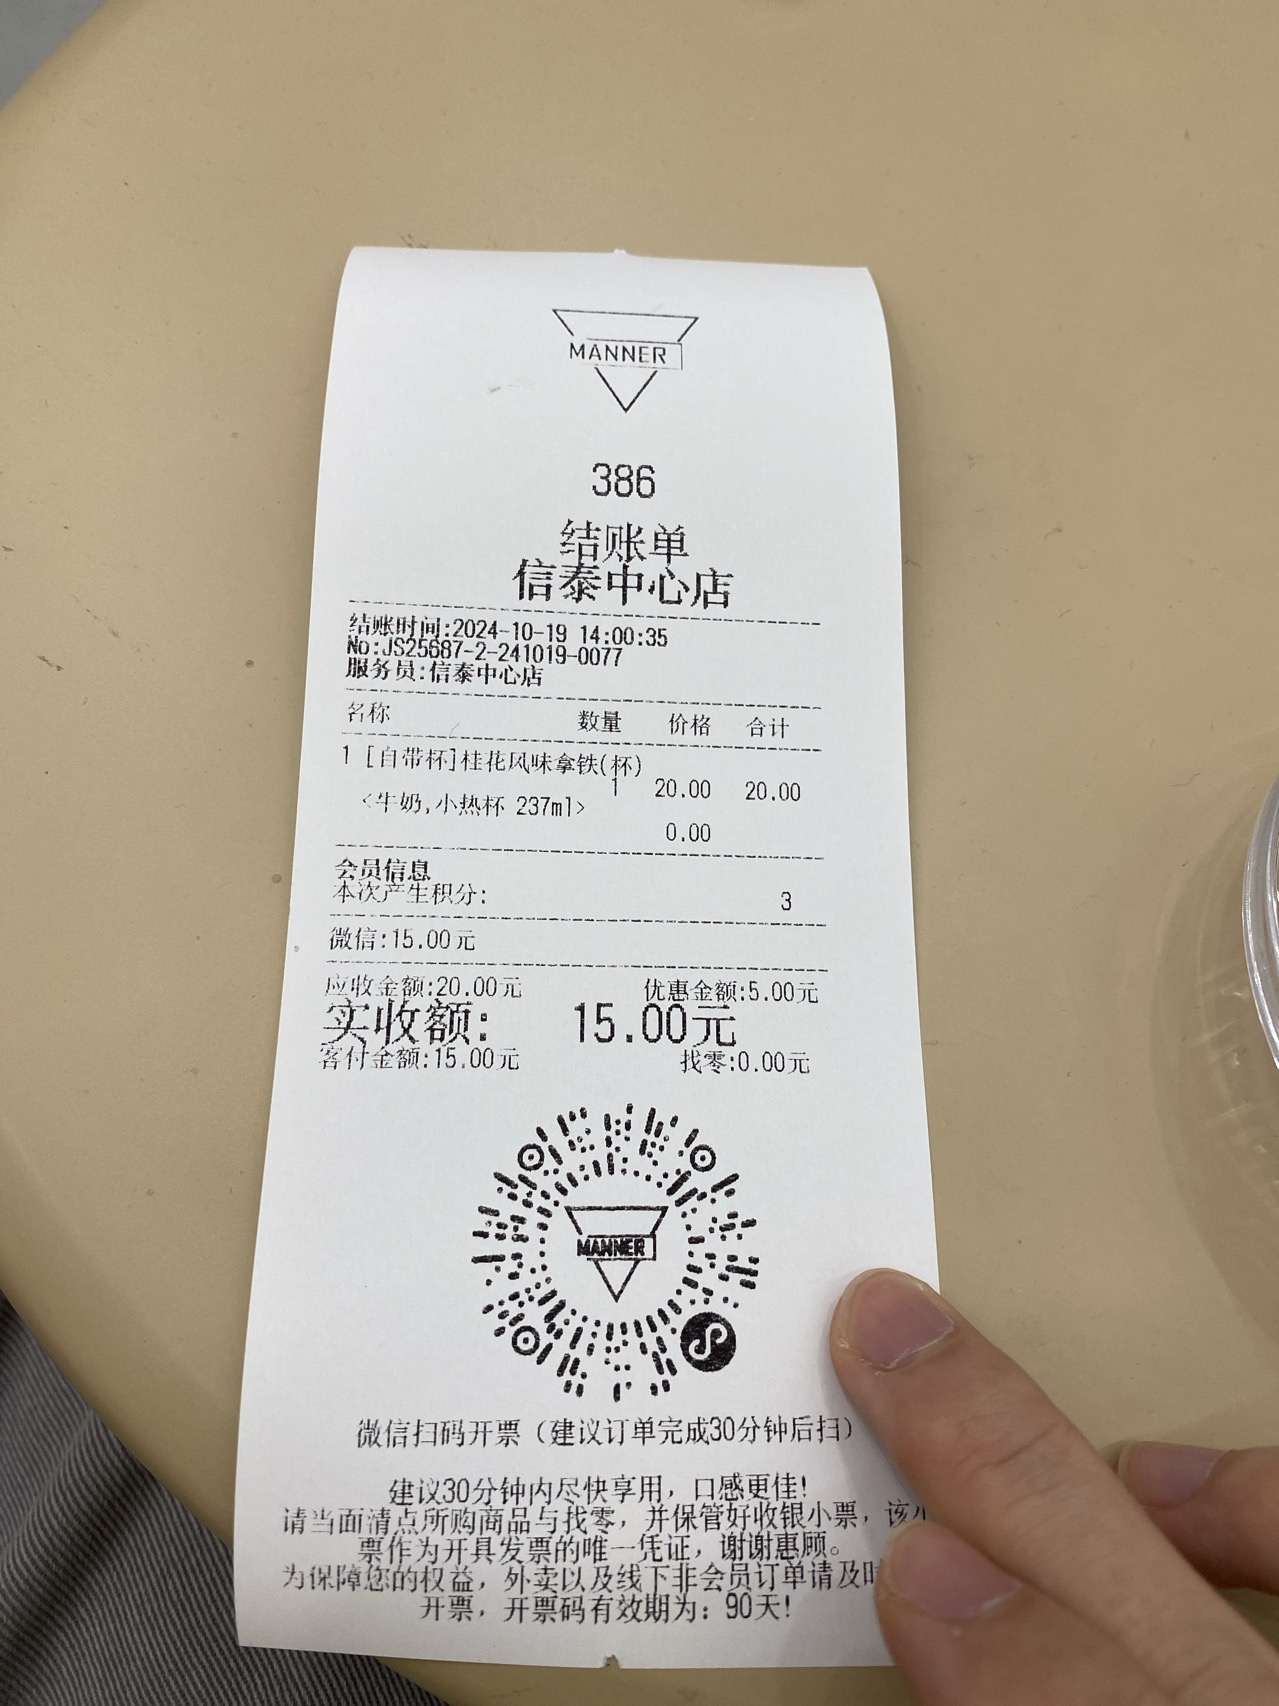 MANNER
386
结账单
信泰中心店
结账时间:2024-10-19 14:00:35
No:JS25687-2-241019-0077
服务员:信泰中心店
名称 数量 价格 合计
1 [自带杯]桂花风味拿铁(杯)
1 20.00 20.00
<牛奶,小热杯 237ml>
0.00
会员信息
本次产生积分: 3
微信:15.00元
应收金额:20.00元 优惠金额:5.00元
实收额: 15.00元
客付金额:15.00元 找零:0.00元
MANNER
微信扫码开票（建议订单完成30分钟后扫）
建议30分钟内尽快享用，口感更佳!
请当面清点所购商品与找零，并保管好收银小票，该小
票作为开具发票的唯一凭证，谢谢惠顾。
为保障您的权益，外卖以及线下非会员订单请及时
开票，开票码有效期为：90天!